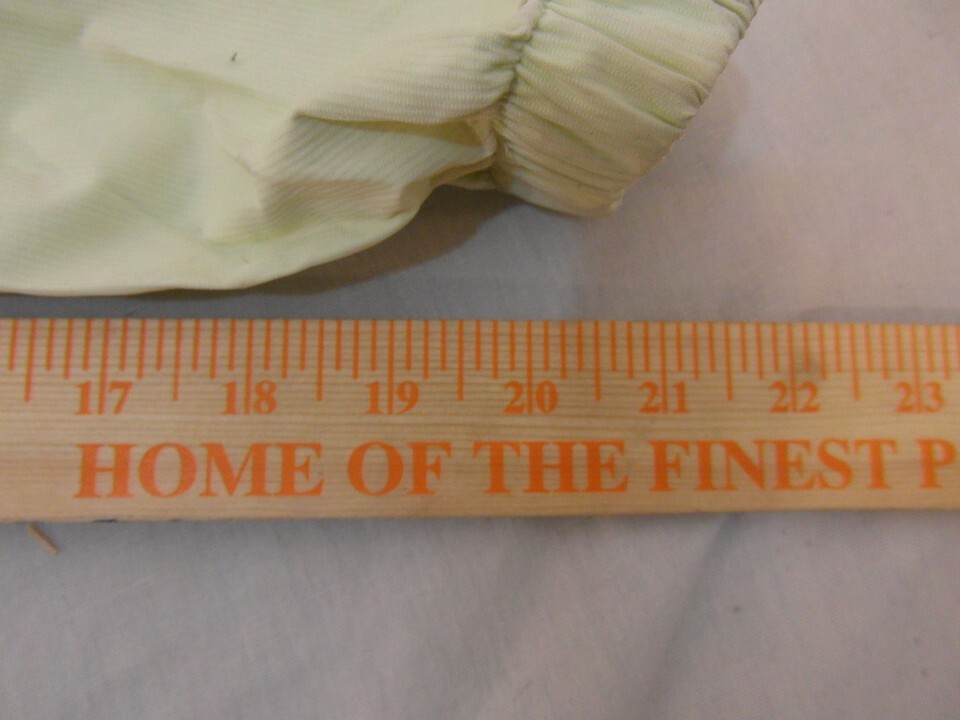 17 18 19 20 21 22 23
HOME OF THE FINEST P